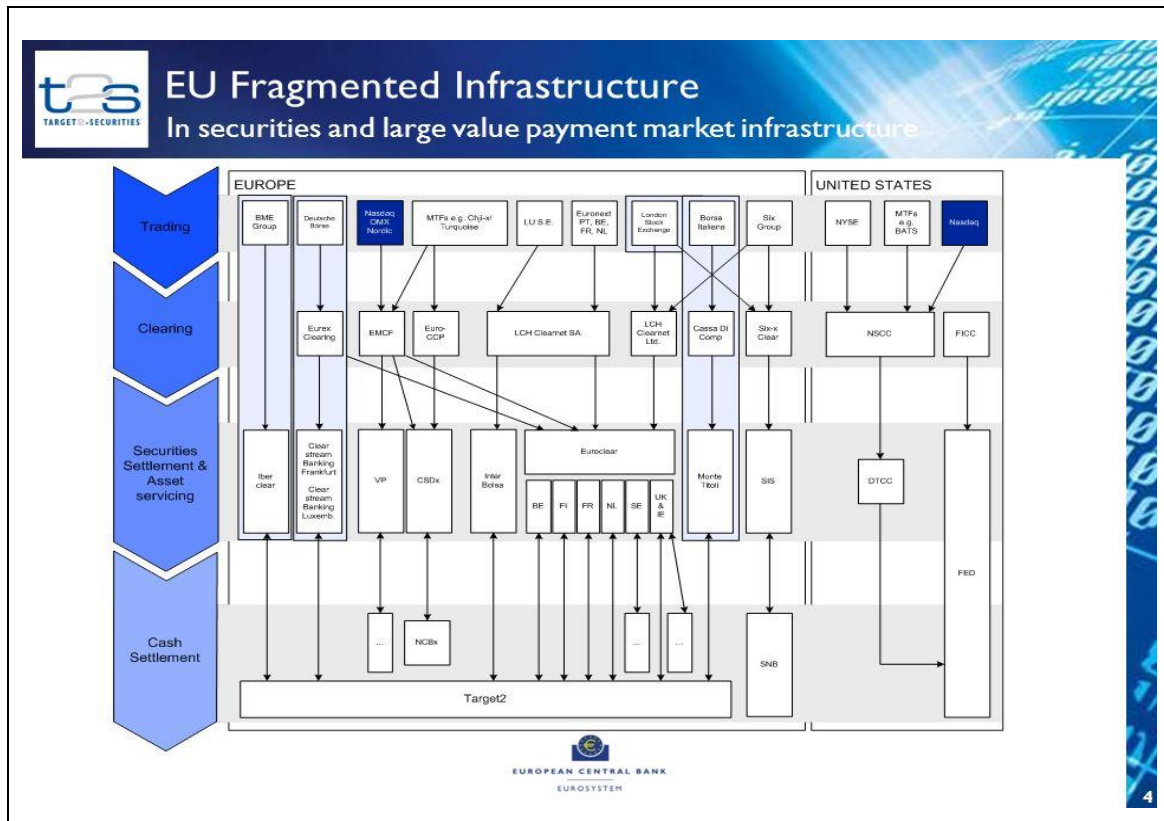 t2s
TARGET2-SECURITIES
EU Fragmented Infrastructure
In securities and large value payment market infrastructure
EUROPE
UNITED STATES
Trading
BME
Group
Deutsche
Börse
Nasdaq
OMX
Nordic
MTFs e.g. Chji-x/
Turquoise
LU S.E.
Euronext
PT, BE,
FR, NL
London
Stock
Exchange
Borsa
Italiana
Six
Group
NYSE
MTFs
e.g.
BATS
Nasdaq
Clearing
Eurex
Clearing
EMCF
Euro-
CCP
LCH Clearnet SA
LCH
Clearnet
Ltd.
Cassa Di
Comp
Six-x
Clear
NSCC
FICC
Securities
Settlement &
Asset
servicing
Iber
clear
Clear
stream
Banking
Frankfurt
Clear
stream
Banking
Luxemb.
VP
CSDx
Inter
Bolsa
Euroclear
BE
FI
FR
NL
SE
UK
&
IE
Monte
Titoli
SIS
DTCC
FED
Cash
Settlement
...
NCBx
...
...
SNB
Target2
EUROPEAN CENTRAL BANK
EUROSYSTEM
4